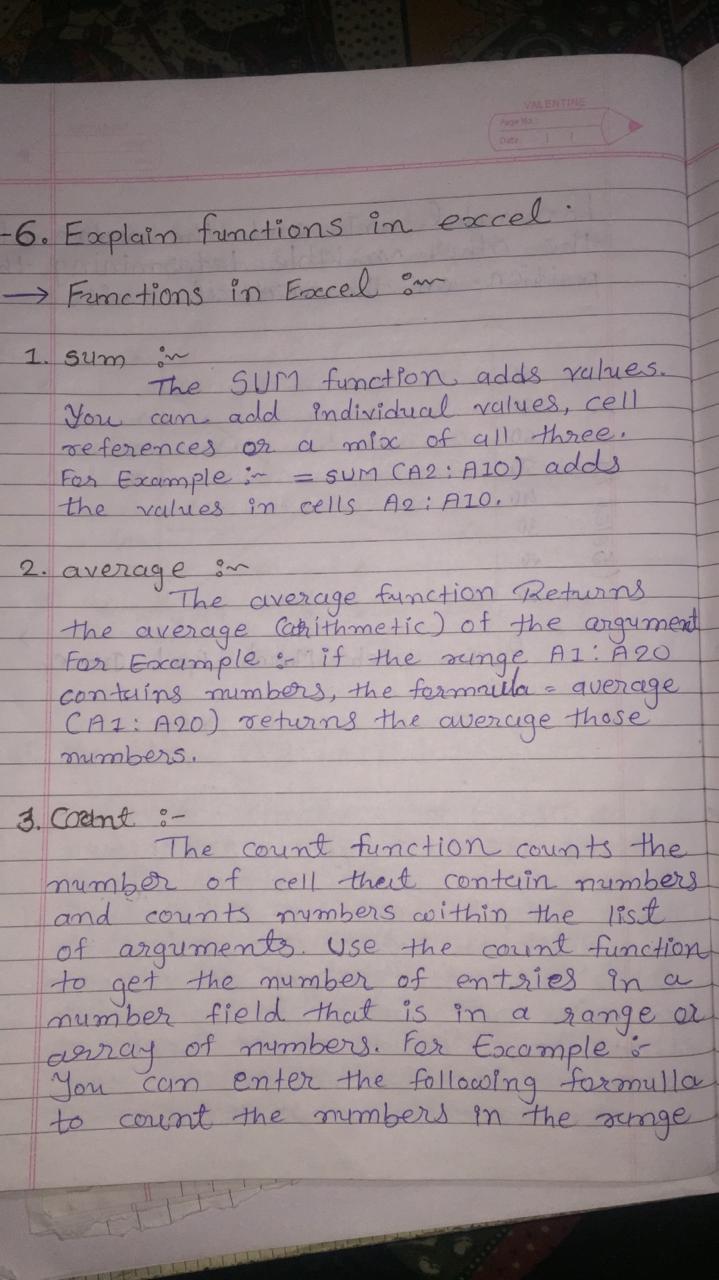 VALENTINE
Page No.:
Date: / /
-6. Explain functions in excel.
→ Functions in Excel :~
1. sum :~
The SUM function adds values.
You can add individual values, cell
references or a mix of all three.
For Example :~ = SUM (A2 : A10) adds
the values in cells A2 : A10.
2. average :~
The average function Returns
the average (arithmetic) of the argument
For Example :- if the range A1 : A20
contains numbers, the formula = average
(A1 : A20) returns the average those
numbers.
3. Count :-
The count function counts the
number of cell that contain numbers
and counts numbers within the list
of arguments. Use the count function
to get the number of entries in a
number field that is in a range or
array of numbers. For Example :-
You can enter the following formulla
to count the numbers in the range